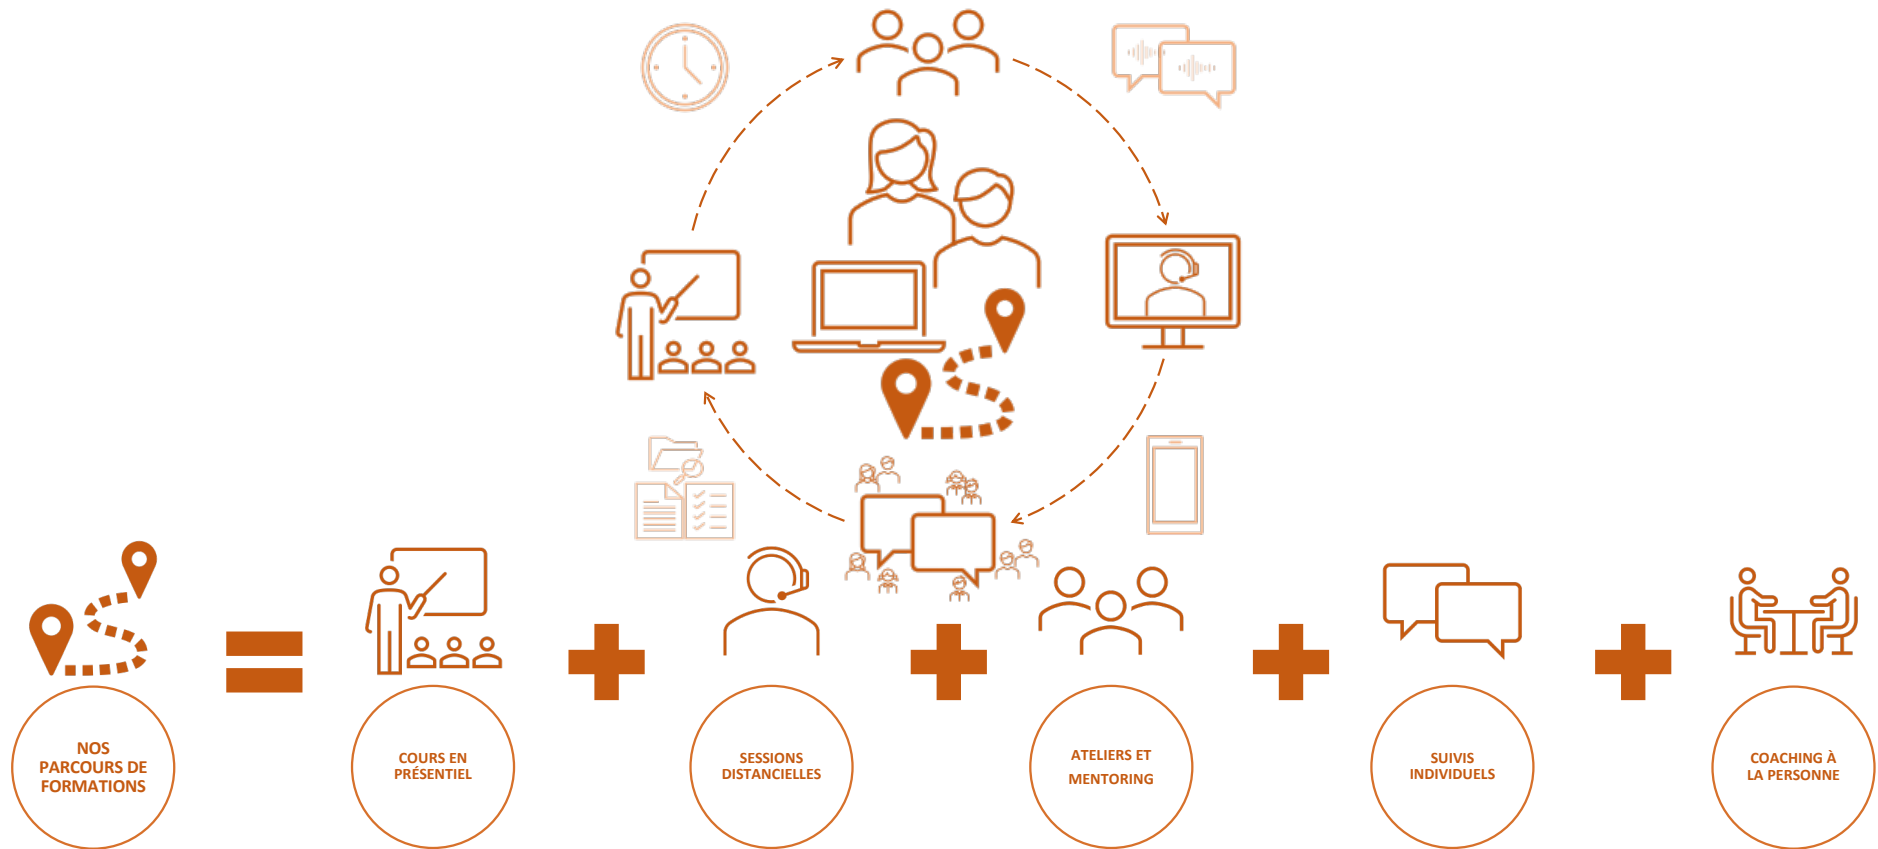 NOS
PARCOURS DE
FORMATIONS
COURS EN
PRÉSENTIEL
SESSIONS
DISTANCIELLES
ATELIERS ET
MENTORING
SUIVIS
INDIVIDUELS
COACHING À
LA PERSONNE